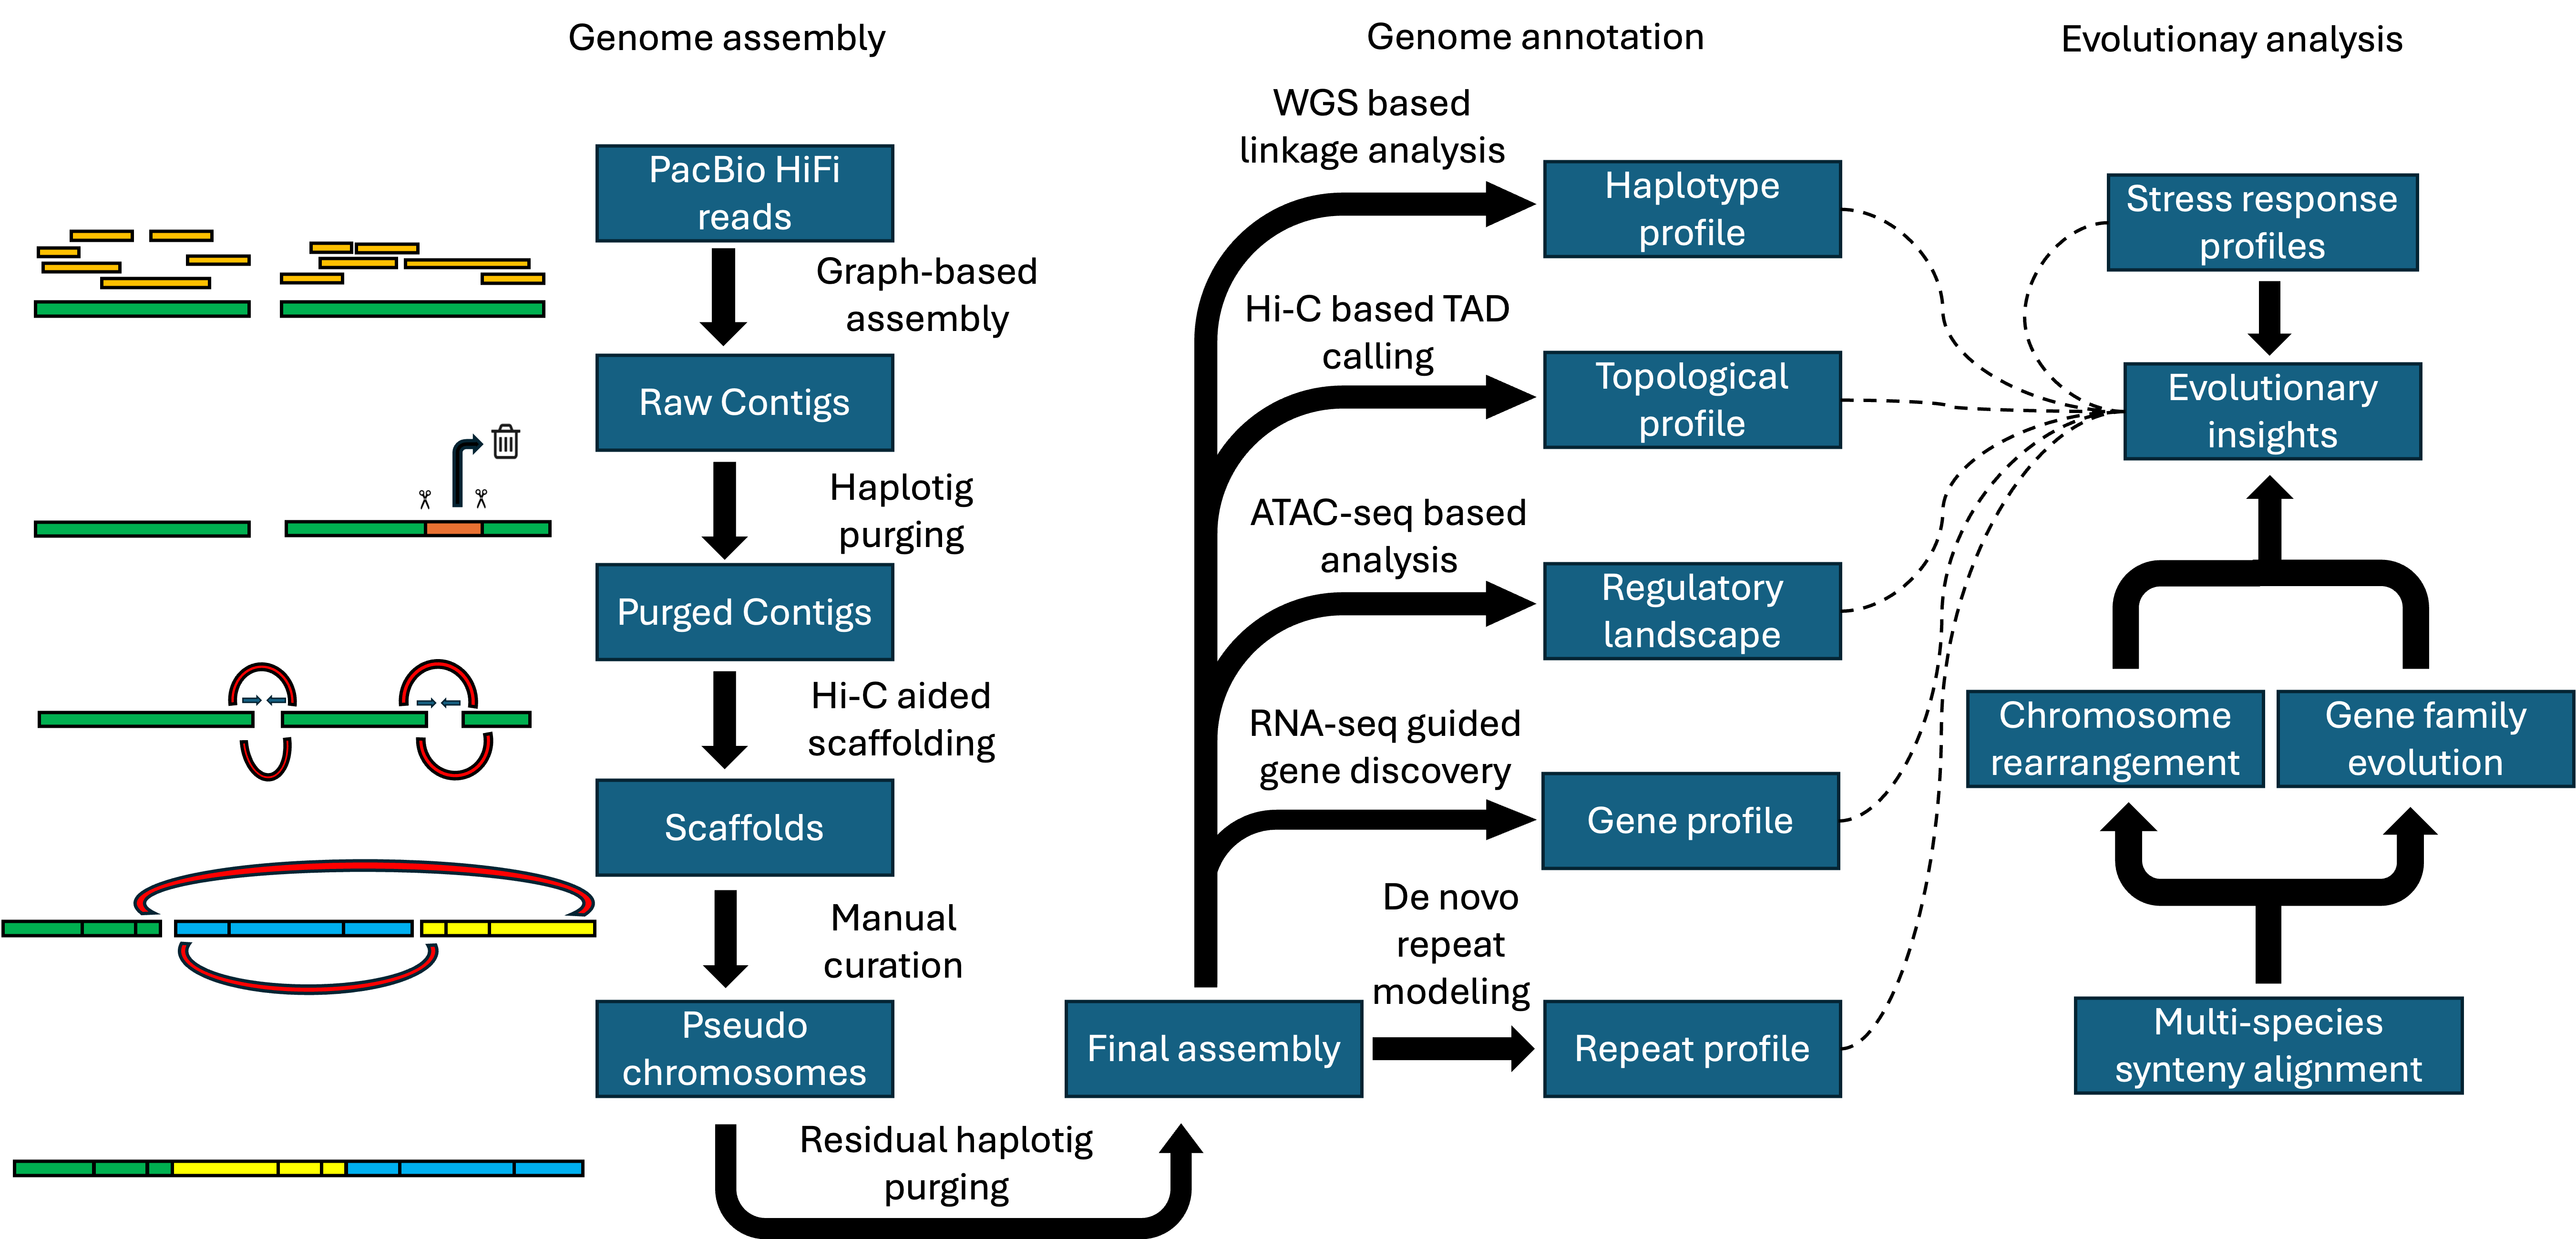 Genome assembly
PacBio HiFi
reads
Graph-based
assembly
Raw Contigs
Haplotig
purging
Purged Contigs
Hi-C aided
scaffolding
Scaffolds
Manual
curation
Pseudo
chromosomes
Residual haplotig
purging
Final assembly
Genome annotation
WGS based
linkage analysis
Haplotype
profile
Hi-C based TAD
calling
Topological
profile
ATAC-seq based
analysis
Regulatory
landscape
RNA-seq guided
gene discovery
Gene profile
De novo
repeat
modeling
Repeat profile
Evolutionay analysis
Stress response
profiles
Evolutionary
insights
Chromosome
rearrangement
Gene family
evolution
Multi-species
synteny alignment